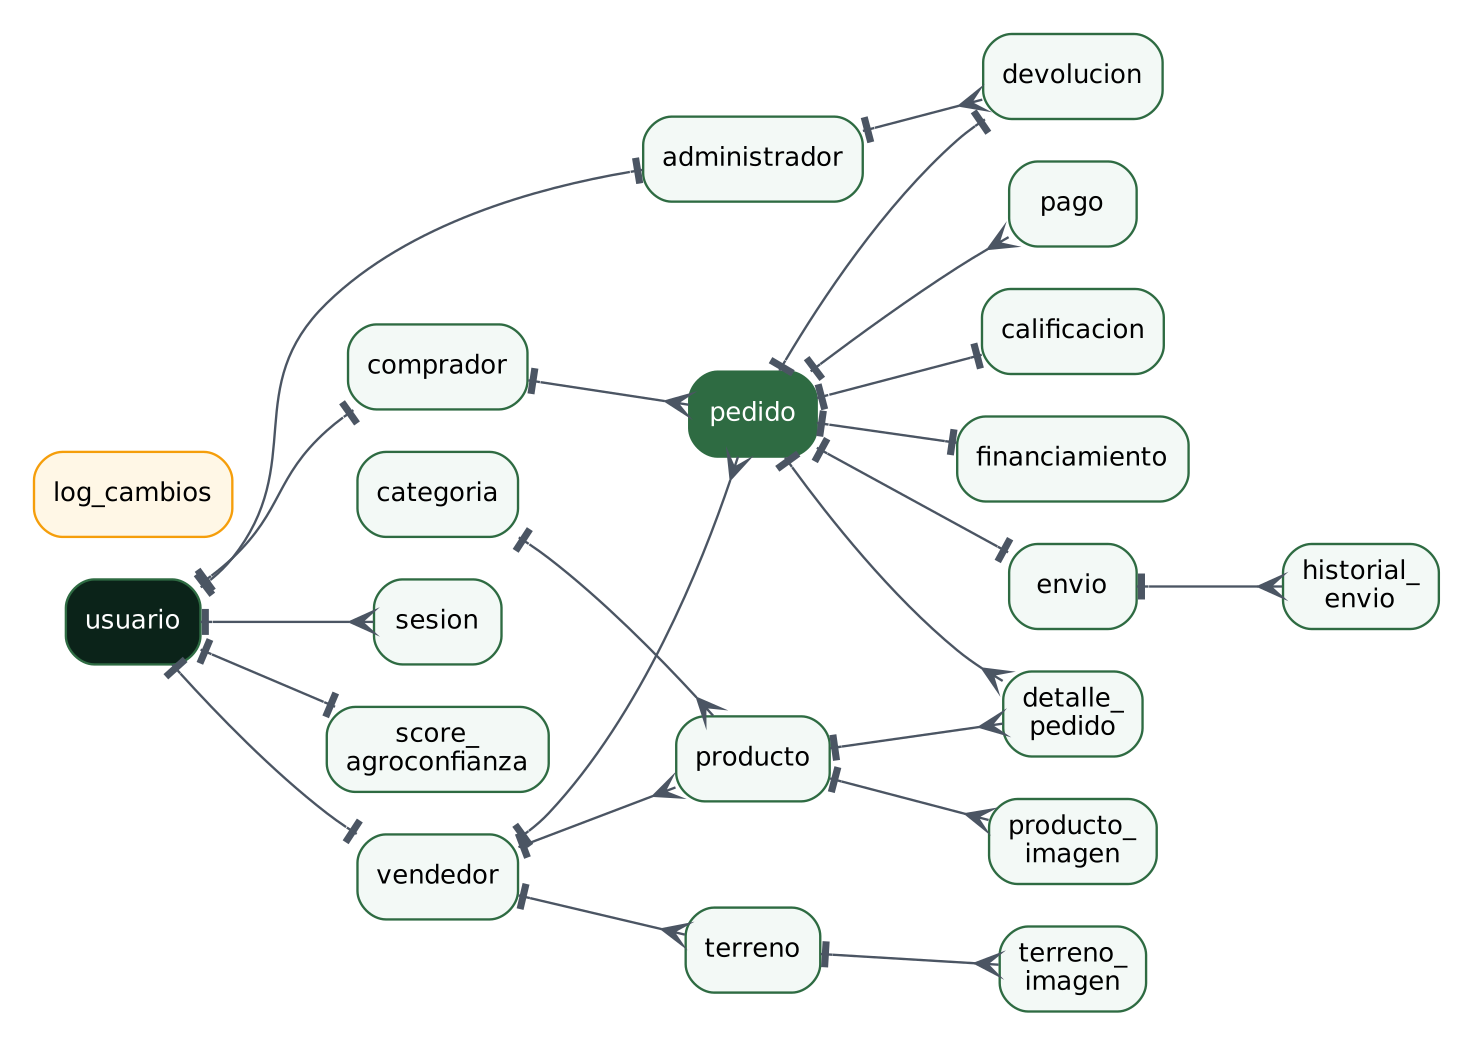 devolucion
administrador
pago
calificacion
comprador
pedido
financiamiento
log_cambios
categoria
envio
historial_
envio
usuario
sesion
detalle_
pedido
score_
agroconfianza
producto
producto_
imagen
vendedor
terreno
terreno_
imagen